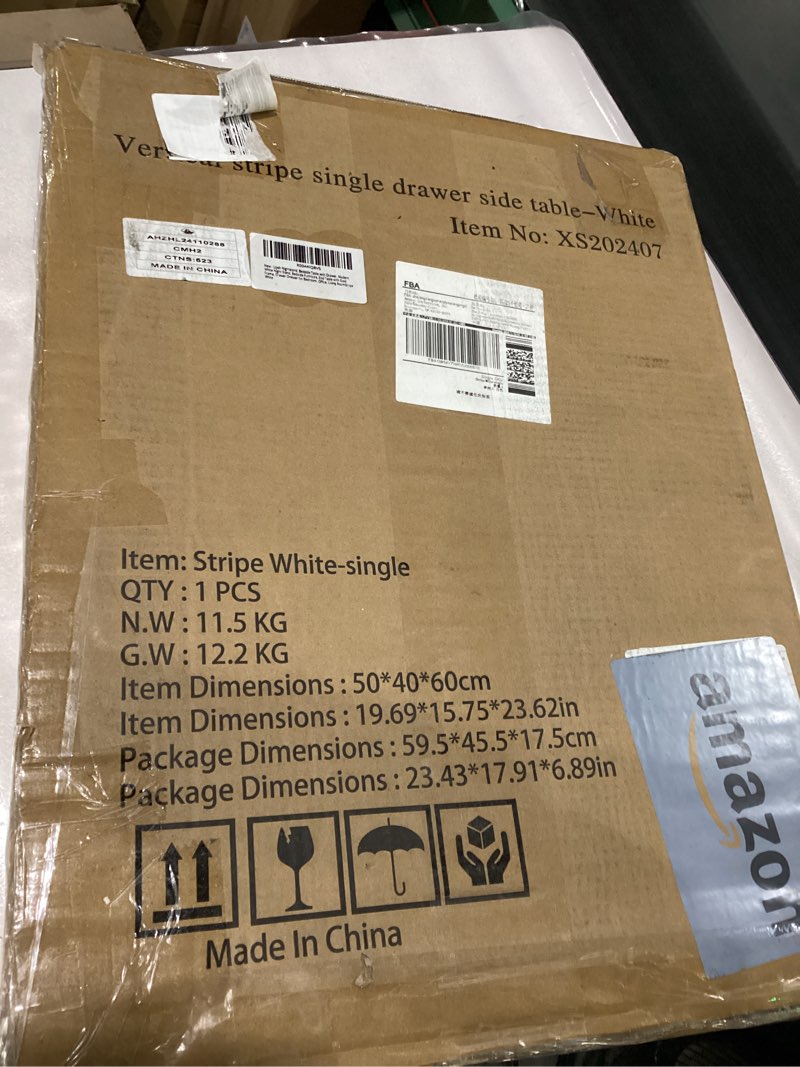 stripe single drawer side table-White
Item No: XS202407
AHZHL24110288
CMH2
CTNS:523
MADE IN CHINA
FBA
Item: Stripe White-single
QTY : 1 PCS
N.W : 11.5 KG
G.W : 12.2 KG
Item Dimensions : 50*40*60cm
Item Dimensions : 19.69*15.75*23.62in
Package Dimensions : 59.5*45.5*17.5cm
Package Dimensions : 23.43*17.91*6.89in
Made In China
amazon